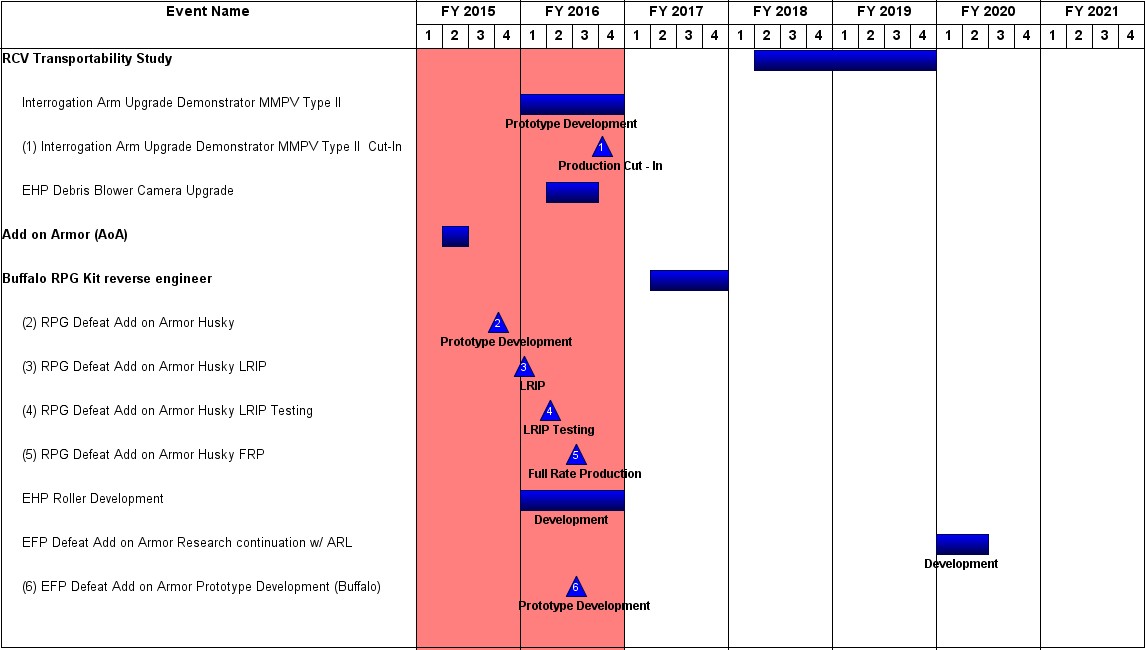 Event Name FY 2015 FY 2016 FY 2017 FY 2018 FY 2019 FY 2020 FY 2021
1 2 3 4 1 2 3 4 1 2 3 4 1 2 3 4 1 2 3 4 1 2 3 4 1 2 3 4
RCV Transportability Study
Interrogation Arm Upgrade Demonstrator MMPV Type II
Prototype Development
(1) Interrogation Arm Upgrade Demonstrator MMPV Type II  Cut-In 1
Production Cut - In
EHP Debris Blower Camera Upgrade
Add on Armor (AoA)
Buffalo RPG Kit reverse engineer
(2) RPG Defeat Add on Armor Husky 2
Prototype Development
(3) RPG Defeat Add on Armor Husky LRIP 3
LRIP
(4) RPG Defeat Add on Armor Husky LRIP Testing 4
LRIP Testing
(5) RPG Defeat Add on Armor Husky FRP 5
Full Rate Production
EHP Roller Development
Development
EFP Defeat Add on Armor Research continuation w/ ARL
Development
(6) EFP Defeat Add on Armor Prototype Development (Buffalo) 6
Prototype Development